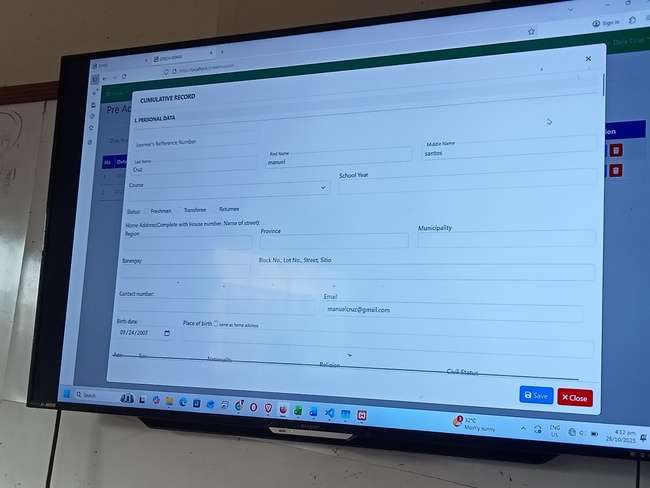 Sign in
Pre Ad
CUMULATIVE RECORD
I. PERSONAL DATA
Learner's Reference Number
Last Name
First Name
Middle Name
Cruz
manuel
santos
Course
School Year
Status:
Freshmen
Transferee
Returnee
Home Address(Complete with house number, Name of street):
Region
Province
Municipality
Barangay
Block No., Lot No., Street, Sitio
Contact number:
Email
manuelcruz@gmail.com
Birth date:
Place of birth
same as home address
09/24/2007
Age
Sex
Nationality
Religion
Civil Status
Save
Close
No
Search
32°C
Mostly sunny
ENG
US
4:12 pm
28/10/2025
SHARP